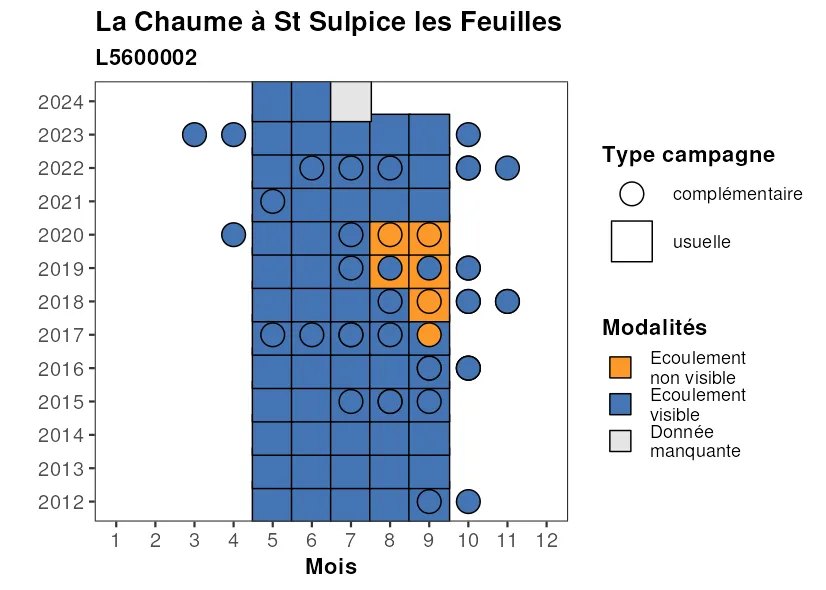 La Chaume à St Sulpice les Feuilles
L5600002
2024
2023
2022
2021
2020
2019
2018
2017
2016
2015
2014
2013
2012
1 2 3 4 5 6 7 8 9 10 11 12
Mois
Type campagne
complémentaire
usuelle
Modalités
Ecoulement
non visible
Ecoulement
visible
Donnée
manquante